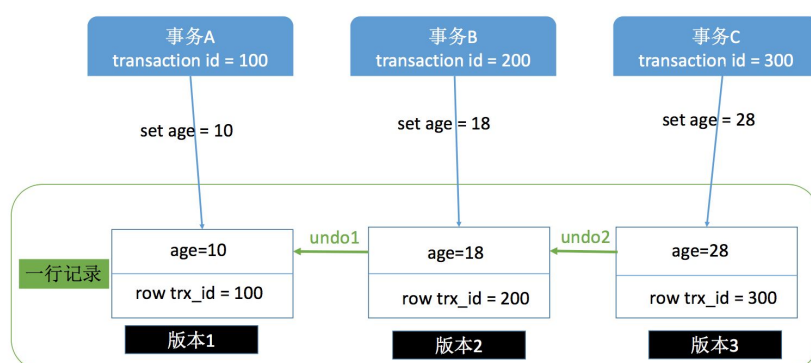 事务A
transaction id = 100
事务B
transaction id = 200
事务C
transaction id = 300
set age = 10
set age = 18
set age = 28
undo1
undo2
age=10
age=18
age=28
一行记录
row trx_id = 100
row trx_id = 200
row trx_id = 300
版本1
版本2
版本3